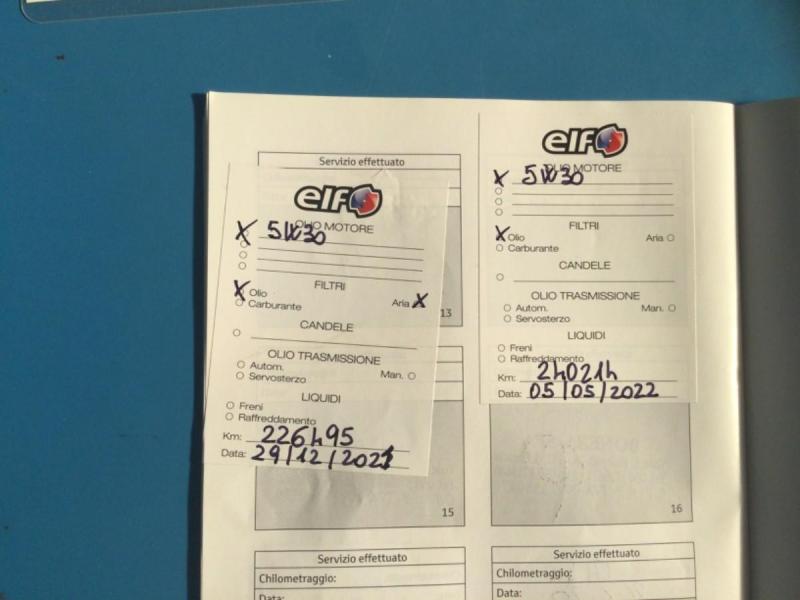 Servizio effettuato
elf
OLIO MOTORE
X 5W30
FILTRI
X Olio
Carburante
Aria X
CANDELE
OLIO TRASMISSIONE
Autom.
Man.
Servosterzo
LIQUIDI
Freni
Raffreddamento
Km: 226495
Data: 29/12/2021
13
15
elf
OLIO MOTORE
X 5W30
FILTRI
X Olio
Aria
Carburante
CANDELE
OLIO TRASMISSIONE
Autom.
Man.
Servosterzo
LIQUIDI
Freni
Raffreddamento
Km: 240214
Data: 05/05/2022
16
Servizio effettuato
Chilometraggio:
Data:
Servizio effettuato
Chilometraggio:
Data: